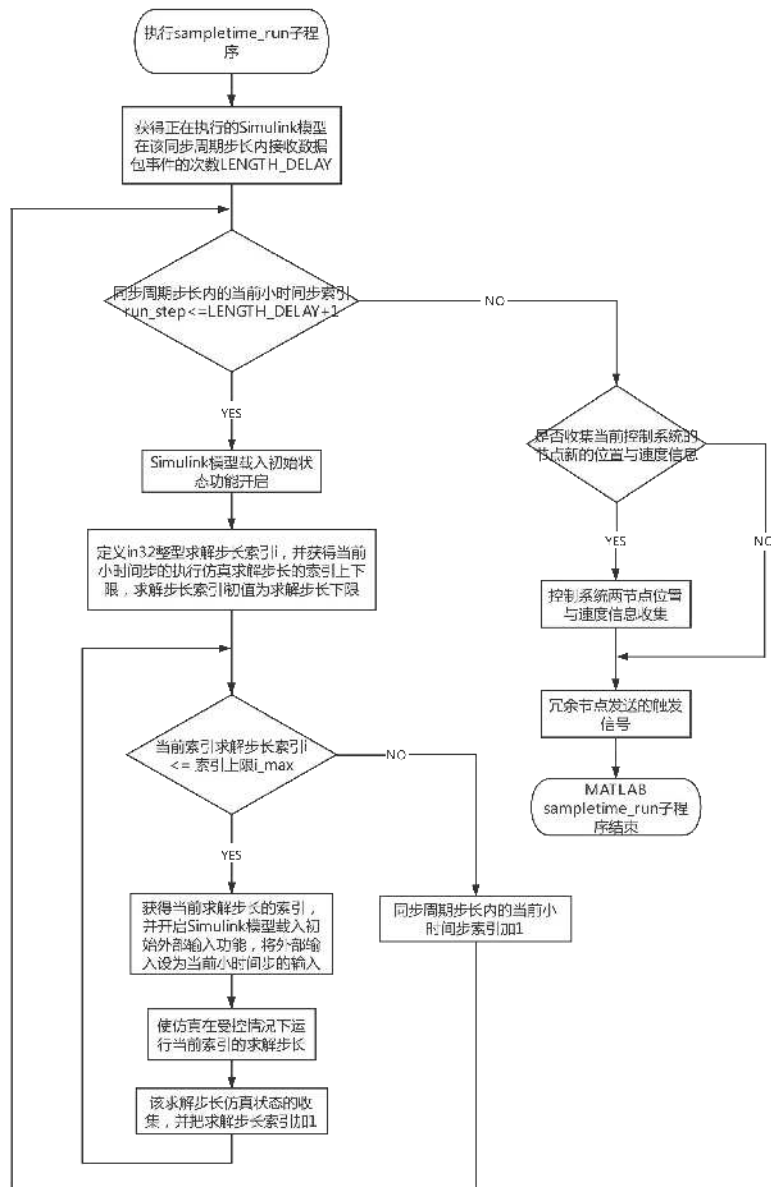 执行sampletime_run子程
序
获得正在执行的Simulink模型
在该同步周期步长内接收数据
包事件的次数LENGTH_DELAY
同步周期步长内的当前小时间步索引
run_step<=LENGTH_DELAY+1
NO
YES
Simulink模型载入初始状
态功能开启
定义in32整型求解步长索引i，并获得当前
小时间步的执行仿真求解步长的索引上下
限，求解步长索引i初值为求解步长下限
当前索引求解步长索引i
<= 索引上限i_max
NO
YES
获得当前求解步长的索引，
并开启Simulink模型载入初
始外部输入功能，将外部输
入设为当前小时间步的输入
使仿真在受控情况下运
行当前索引的求解步长
该求解步长仿真状态的收
集，并把求解步长索引加1
同步周期步长内的当前小
时间步索引加1
是否收集当前控制系统的
节点新的位置与速度信息
YES
NO
控制系统两节点位置
与速度信息收集
冗余节点发送的触发
信号
MATLAB
sampletime_run子程
序结束